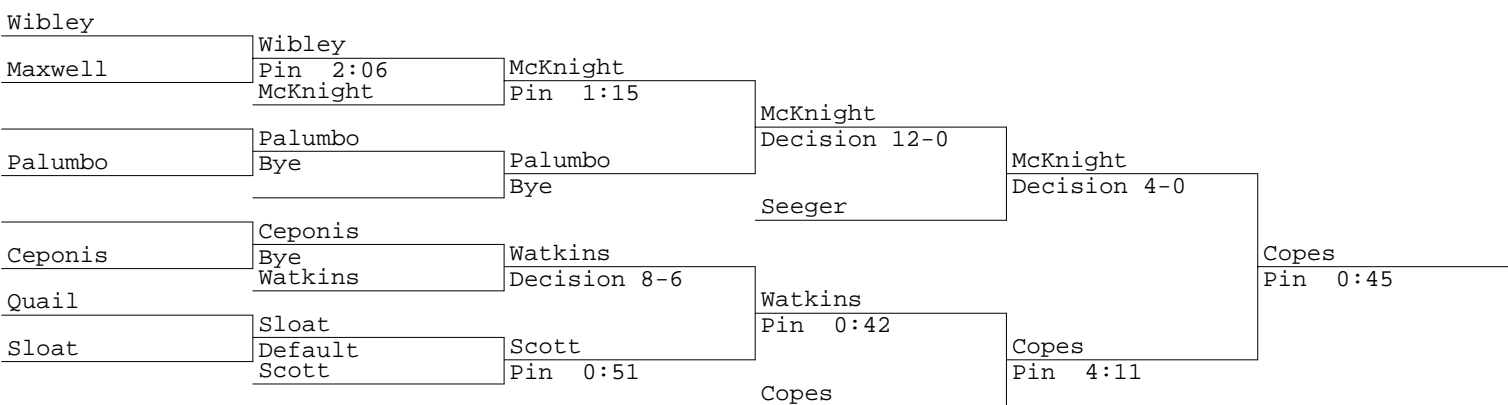 Wibley
Maxwell
Palumbo
Ceponis
Quail
Sloat
Wibley
Pin 2:06
McKnight
Palumbo
Bye
Ceponis
Bye
Watkins
Sloat
Default
Scott
McKnight
Pin 1:15
Palumbo
Bye
Watkins
Decision 8-6
Scott
Pin 0:51
McKnight
Decision 12-0
Seeger
Watkins
Pin 0:42
Copes
McKnight
Decision 4-0
Copes
Pin 4:11
Copes
Pin 0:45